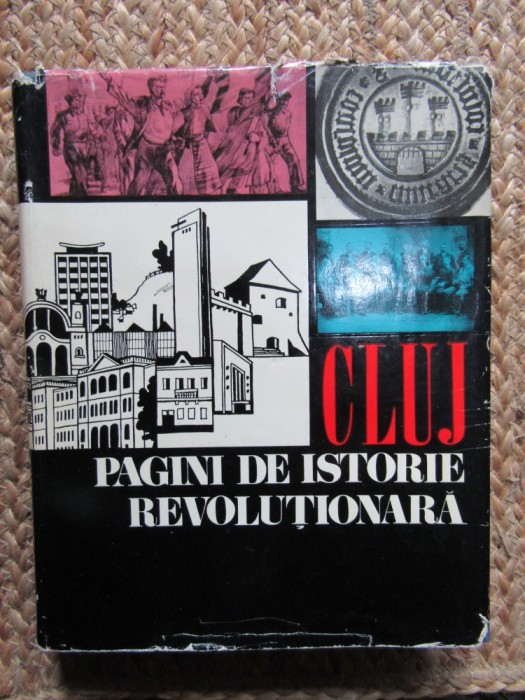 CLUJ
PAGINI DE ISTORIE
REVOLUȚIONARĂ